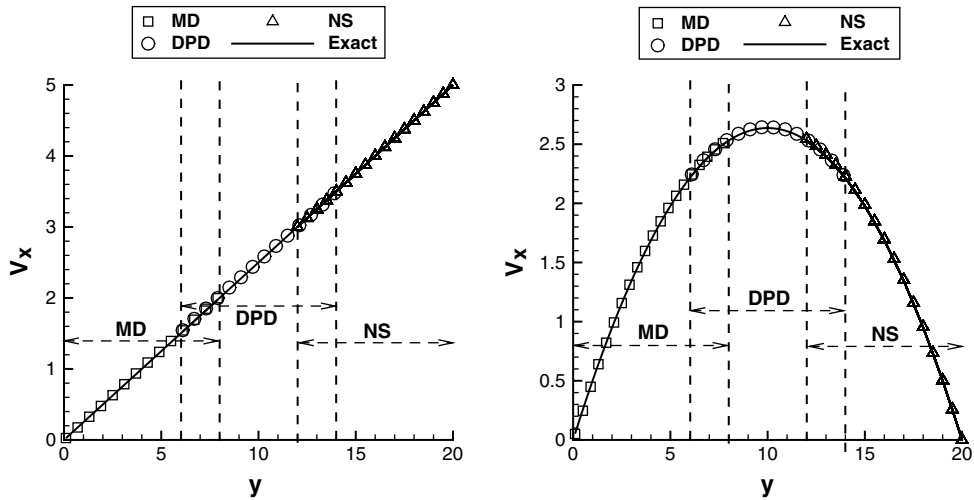 MD NS
DPD Exact
5
4
3
2
1
0
Vx
MD
DPD
NS
0 5 10 15 20
y
MD NS
DPD Exact
3
2.5
2
1.5
1
0.5
0
Vx
MD
DPD
NS
0 5 10 15 20
y